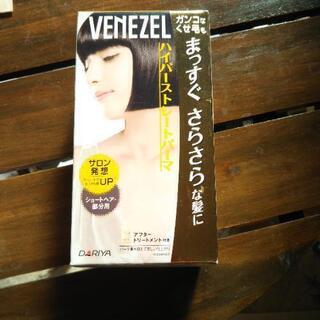 VENEZEL
ガンコな
くせ毛も
まっすぐ さらさらな髪に
ハイパーストレートパーマ
サロン
発想
UP
ショートヘア・
部分用
アフター
トリートメント付き
DARIYA